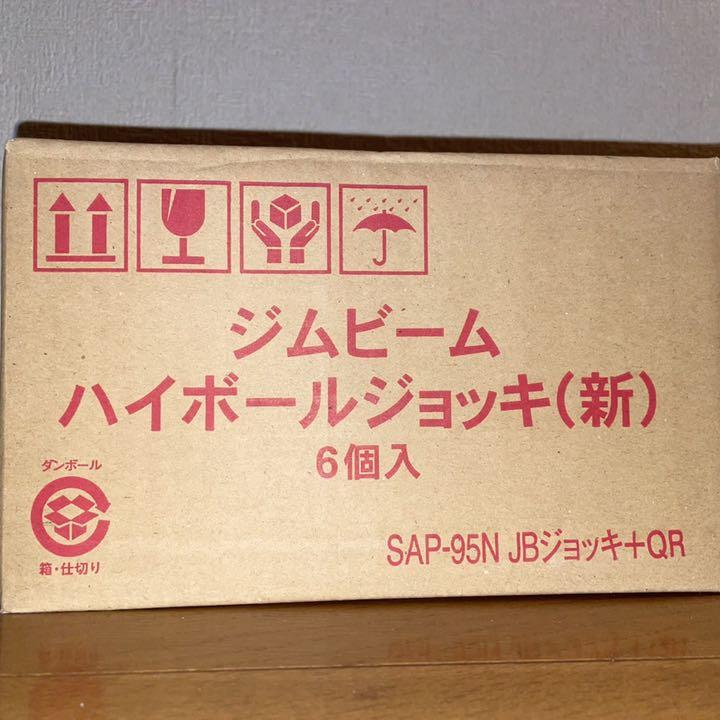 ジムビーム
ハイボールジョッキ(新)
6個入
ダンボール
箱・仕切り
SAP-95N JBジョッキ+QR